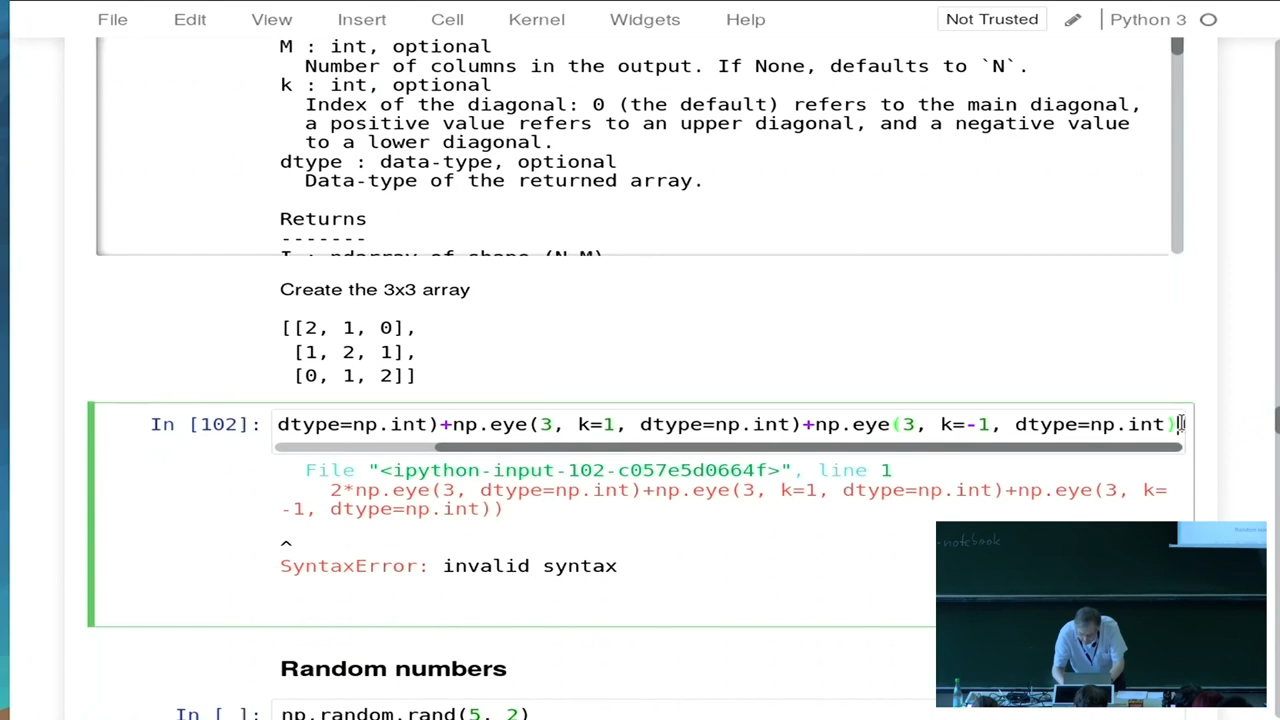 File Edit View Insert Cell Kernel Widgets Help Not Trusted Python 3
M : int, optional
Number of columns in the output. If None, defaults to `N`.
k : int, optional
Index of the diagonal: 0 (the default) refers to the main diagonal,
a positive value refers to an upper diagonal, and a negative value
to a lower diagonal.
dtype : data-type, optional
Data-type of the returned array.
Returns
-------
I : ndarray of shape (N,M)
Create the 3x3 array
[[2, 1, 0],
[1, 2, 1],
[0, 1, 2]]
In [102]: dtype=np.int)+np.eye(3, k=1, dtype=np.int)+np.eye(3, k=-1, dtype=np.int)
File "<ipython-input-102-c057e5d0664f>", line 1
2*np.eye(3, dtype=np.int)+np.eye(3, k=1, dtype=np.int)+np.eye(3, k=
-1, dtype=np.int))
^
SyntaxError: invalid syntax
-notebook
Random numbers
In [ ]: np.random.rand(5, 2)